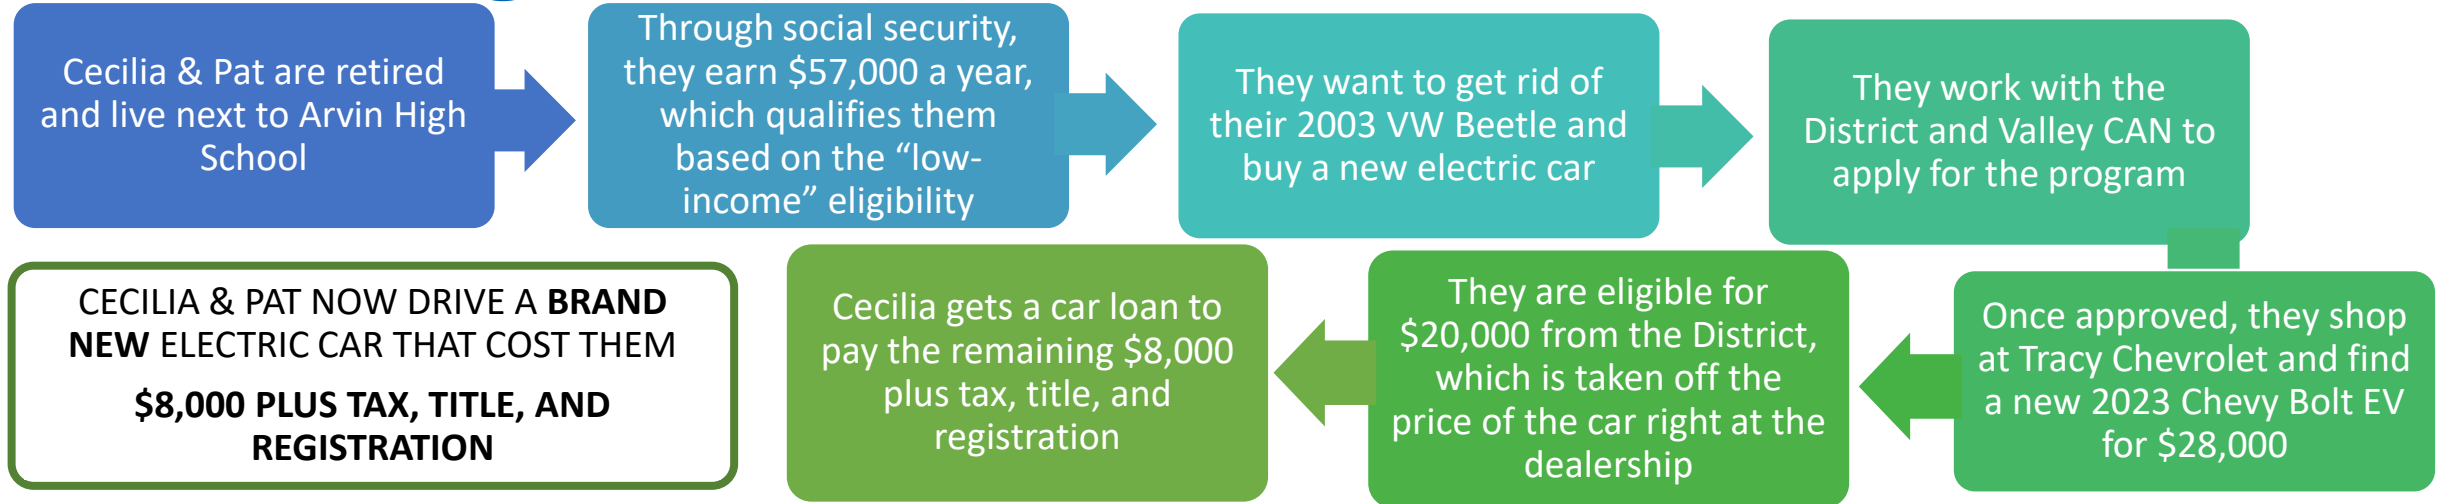 Cecilia & Pat are retired
and live next to Arvin High
School
Through social security,
they earn $57,000 a year,
which qualifies them
based on the “low-
income” eligibility
They want to get rid of
their 2003 VW Beetle and
buy a new electric car
They work with the
District and Valley CAN to
apply for the program
Once approved, they shop
at Tracy Chevrolet and find
a new 2023 Chevy Bolt EV
for $28,000
They are eligible for
$20,000 from the District,
which is taken off the
price of the car right at the
dealership
Cecilia gets a car loan to
pay the remaining $8,000
plus tax, title, and
registration
CECILIA & PAT NOW DRIVE A BRAND
NEW ELECTRIC CAR THAT COST THEM
$8,000 PLUS TAX, TITLE, AND
REGISTRATION